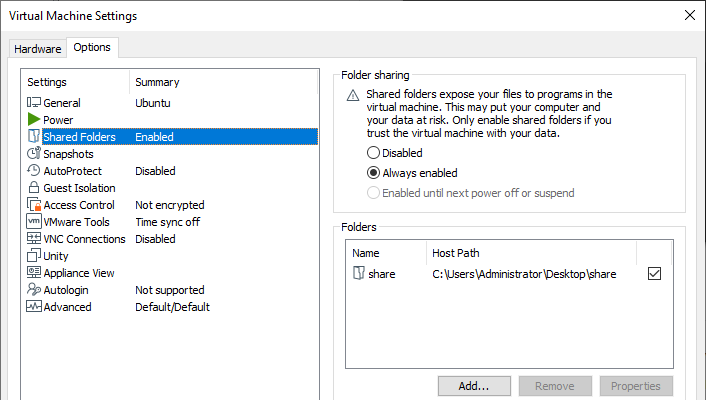 Virtual Machine Settings
Hardware
Options
Settings Summary
General Ubuntu
Power
Shared Folders Enabled
Snapshots
AutoProtect Disabled
Guest Isolation
Access Control Not encrypted
VMware Tools Time sync off
VNC Connections Disabled
Unity
Appliance View
Autologin Not supported
Advanced Default/Default
Folder sharing
Shared folders expose your files to programs in the
virtual machine. This may put your computer and
your data at risk. Only enable shared folders if you
trust the virtual machine with your data.
Disabled
Always enabled
Enabled until next power off or suspend
Folders
Name Host Path
share C:\Users\Administrator\Desktop\share
Add... Remove Properties